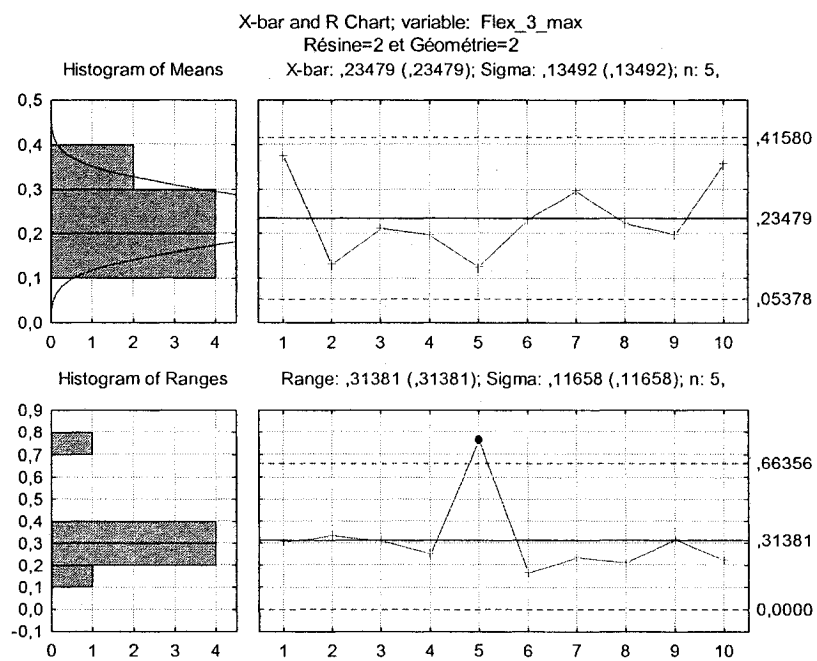 X-bar and R Chart; variable: Flex_3_max
Résine=2 et Géométrie=2
Histogram of Means
X-bar: ,23479 (,23479); Sigma: ,13492 (,13492); n: 5,
0,5
0,4
0,3
0,2
0,1
0,0
0 1 2 3 4
,41580
,23479
,05378
1 2 3 4 5 6 7 8 9 10
Histogram of Ranges
Range: ,31381 (,31381); Sigma: ,11658 (,11658); n: 5,
0,9
0,8
0,7
0,6
0,5
0,4
0,3
0,2
0,1
0,0
-0,1
0 1 2 3 4
,66356
,31381
0,0000
1 2 3 4 5 6 7 8 9 10